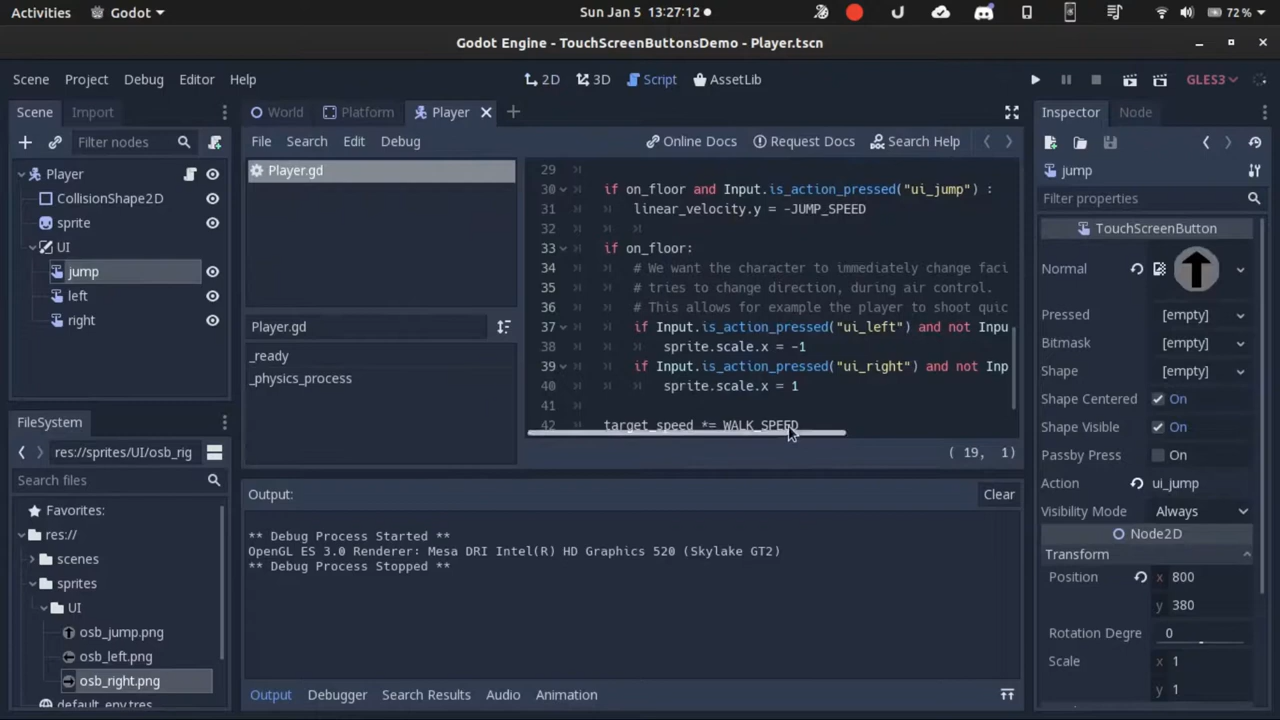 Activities Godot Sun Jan 5 13:27:12 72 %
Godot Engine - TouchScreenButtonsDemo - Player.tscn
Scene Project Debug Editor Help 2D 3D Script AssetLib GLES3
Scene Import
Filter nodes
Player
CollisionShape2D
sprite
UI
jump
left
right
FileSystem
res://sprites/UI/osb_rig
Search files
Favorites:
res://
scenes
sprites
UI
osb_jump.png
osb_left.png
osb_right.png
default_env.tres
World Platform Player
File Search Edit Debug Online Docs Request Docs Search Help
Player.gd
Player.gd
_ready
_physics_process
29
30 if on_floor and Input.is_action_pressed("ui_jump") :
31 linear_velocity.y = -JUMP_SPEED
32
33 if on_floor:
34 # We want the character to immediately change faci
35 # tries to change direction, during air control.
36 # This allows for example the player to shoot quic
37 if Input.is_action_pressed("ui_left") and not Inpu
38 sprite.scale.x = -1
39 if Input.is_action_pressed("ui_right") and not Inp
40 sprite.scale.x = 1
41
42 target_speed *= WALK_SPEED
( 19, 1)
Output: Clear
** Debug Process Started **
OpenGL ES 3.0 Renderer: Mesa DRI Intel(R) HD Graphics 520 (Skylake GT2)
** Debug Process Stopped **
Output Debugger Search Results Audio Animation
Inspector Node
jump
Filter properties
TouchScreenButton
Normal
Pressed [empty]
Bitmask [empty]
Shape [empty]
Shape Centered On
Shape Visible On
Passby Press On
Action ui_jump
Visibility Mode Always
Node2D
Transform
Position x 800
y 380
Rotation Degre 0
Scale x 1
y 1